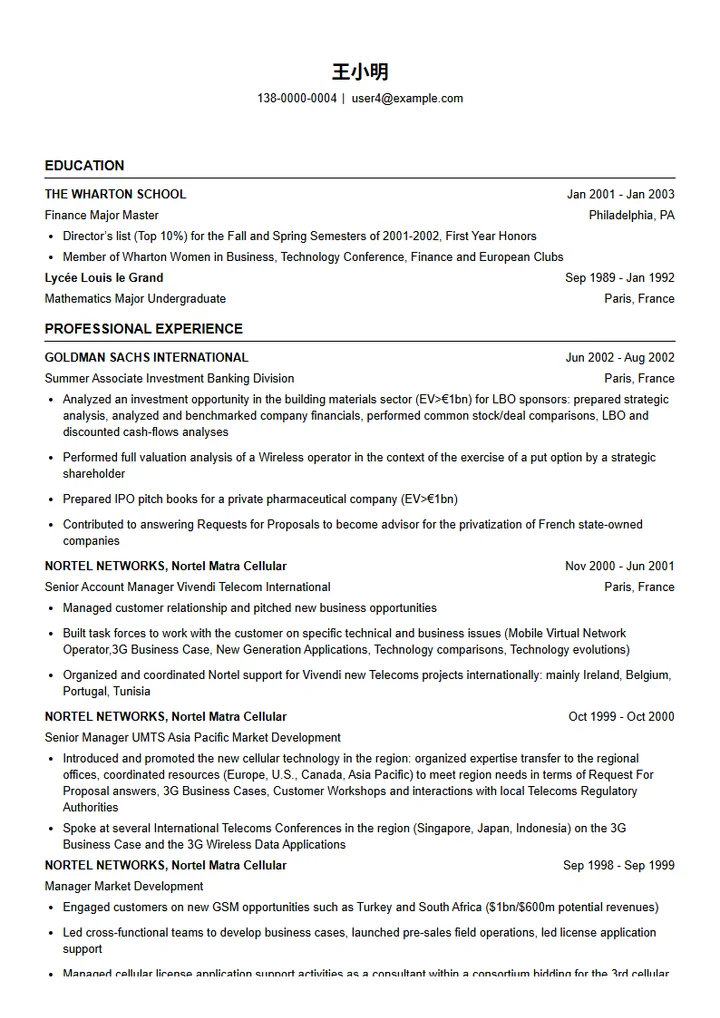 王小明
138-0000-0004 | user4@example.com
EDUCATION
THE WHARTON SCHOOL Jan 2001 - Jan 2003
Finance Major Master Philadelphia, PA
• Director's list (Top 10%) for the Fall and Spring Semesters of 2001-2002, First Year Honors
• Member of Wharton Women in Business, Technology Conference, Finance and European Clubs
Lycée Louis le Grand Sep 1989 - Jan 1992
Mathematics Major Undergraduate Paris, France
PROFESSIONAL EXPERIENCE
GOLDMAN SACHS INTERNATIONAL Jun 2002 - Aug 2002
Summer Associate Investment Banking Division Paris, France
• Analyzed an investment opportunity in the building materials sector (EV>€1bn) for LBO sponsors: prepared strategic
analysis, analyzed and benchmarked company financials, performed common stock/deal comparisons, LBO and
discounted cash-flows analyses
• Performed full valuation analysis of a Wireless operator in the context of the exercise of a put option by a strategic
shareholder
• Prepared IPO pitch books for a private pharmaceutical company (EV>€1bn)
• Contributed to answering Requests for Proposals to become advisor for the privatization of French state-owned
companies
NORTEL NETWORKS, Nortel Matra Cellular Nov 2000 - Jun 2001
Senior Account Manager Vivendi Telecom International Paris, France
• Managed customer relationship and pitched new business opportunities
• Built task forces to work with the customer on specific technical and business issues (Mobile Virtual Network
Operator,3G Business Case, New Generation Applications, Technology comparisons, Technology evolutions)
• Organized and coordinated Nortel support for Vivendi new Telecoms projects internationally: mainly Ireland, Belgium,
Portugal, Tunisia
NORTEL NETWORKS, Nortel Matra Cellular Oct 1999 - Oct 2000
Senior Manager UMTS Asia Pacific Market Development
• Introduced and promoted the new cellular technology in the region: organized expertise transfer to the regional
offices, coordinated resources (Europe, U.S., Canada, Asia Pacific) to meet region needs in terms of Request For
Proposal answers, 3G Business Cases, Customer Workshops and interactions with local Telecoms Regulatory
Authorities
• Spoke at several International Telecoms Conferences in the region (Singapore, Japan, Indonesia) on the 3G
Business Case and the 3G Wireless Data Applications
NORTEL NETWORKS, Nortel Matra Cellular Sep 1998 - Sep 1999
Manager Market Development
• Engaged customers on new GSM opportunities such as Turkey and South Africa ($1bn/$600m potential revenues)
• Led cross-functional teams to develop business cases, launched pre-sales field operations, led license application
support
• Managed cellular license application support activities as a consultant within a consortium bidding for the 3rd cellular